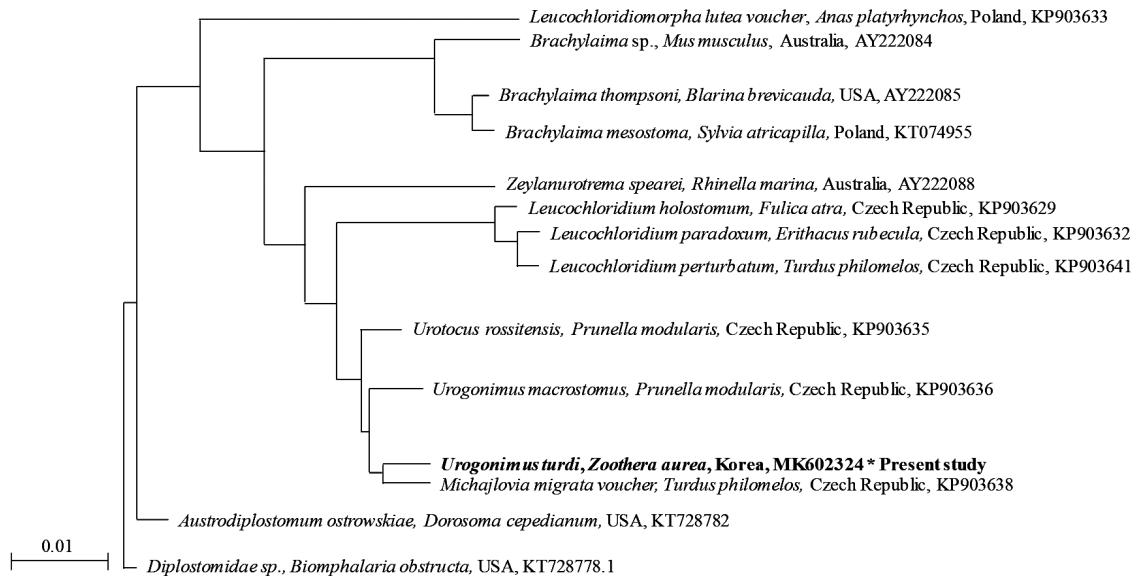 Leucochloridiomorpha lutea voucher, Anas platyrhynchos, Poland, KP903633
Brachylaima sp., Mus musculus, Australia, AY222084
Brachylaima thompsoni, Blarina brevicauda, USA, AY222085
Brachylaima mesostoma, Sylvia atricapilla, Poland, KT074955
Zeylanurotrema spearei, Rhinella marina, Australia, AY222088
Leucochloridium holostomum, Fulica atra, Czech Republic, KP903629
Leucochloridium paradoxum, Erithacus rubecula, Czech Republic, KP903632
Leucochloridium perturbatum, Turdus philomelos, Czech Republic, KP903641
Urotocus rossitensis, Prunella modularis, Czech Republic, KP903635
Urogonimus macrostomus, Prunella modularis, Czech Republic, KP903636
Urogonimus turdi, Zoothera aurea, Korea, MK602324 * Present study
Michajlovia migrata voucher, Turdus philomelos, Czech Republic, KP903638
Austrodiplostomum ostrowskiae, Dorosoma cepedianum, USA, KT728782
0.01
Diplostomidae sp., Biomphalaria obstructa, USA, KT728778.1